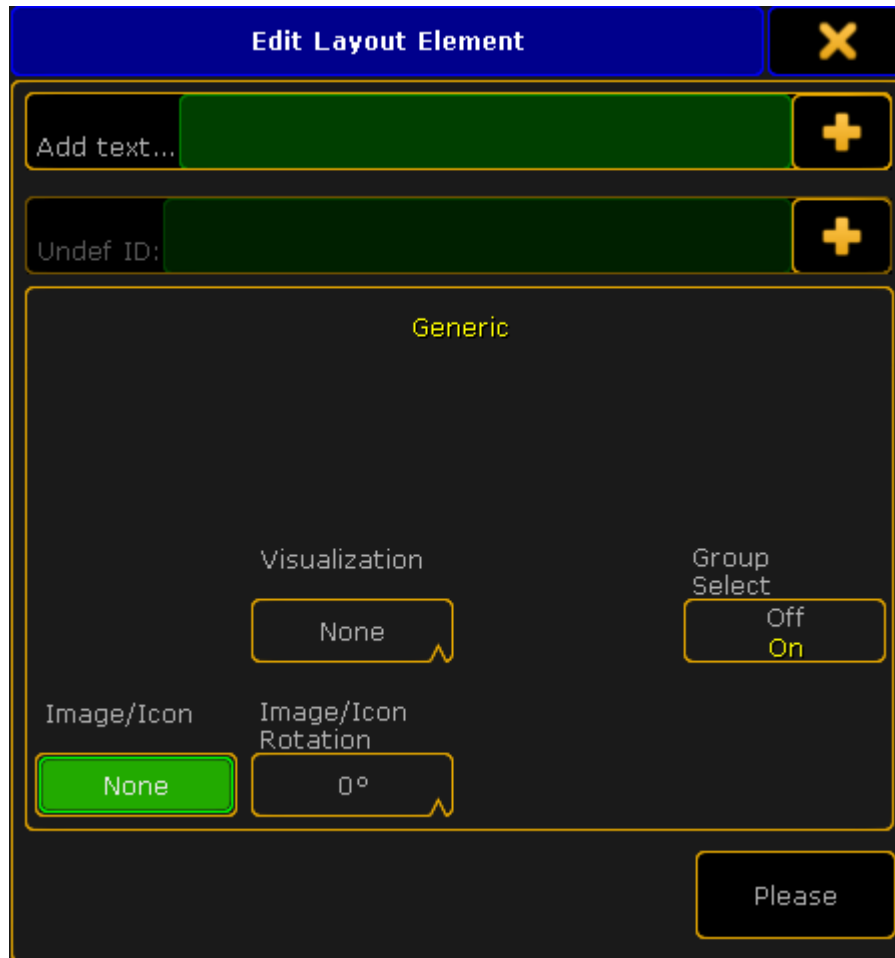 Edit Layout Element
Add text...
Undef ID:
Generic
Visualization
None
Group
Select
Off
On
Image/Icon
None
Image/Icon
Rotation
0°
Please